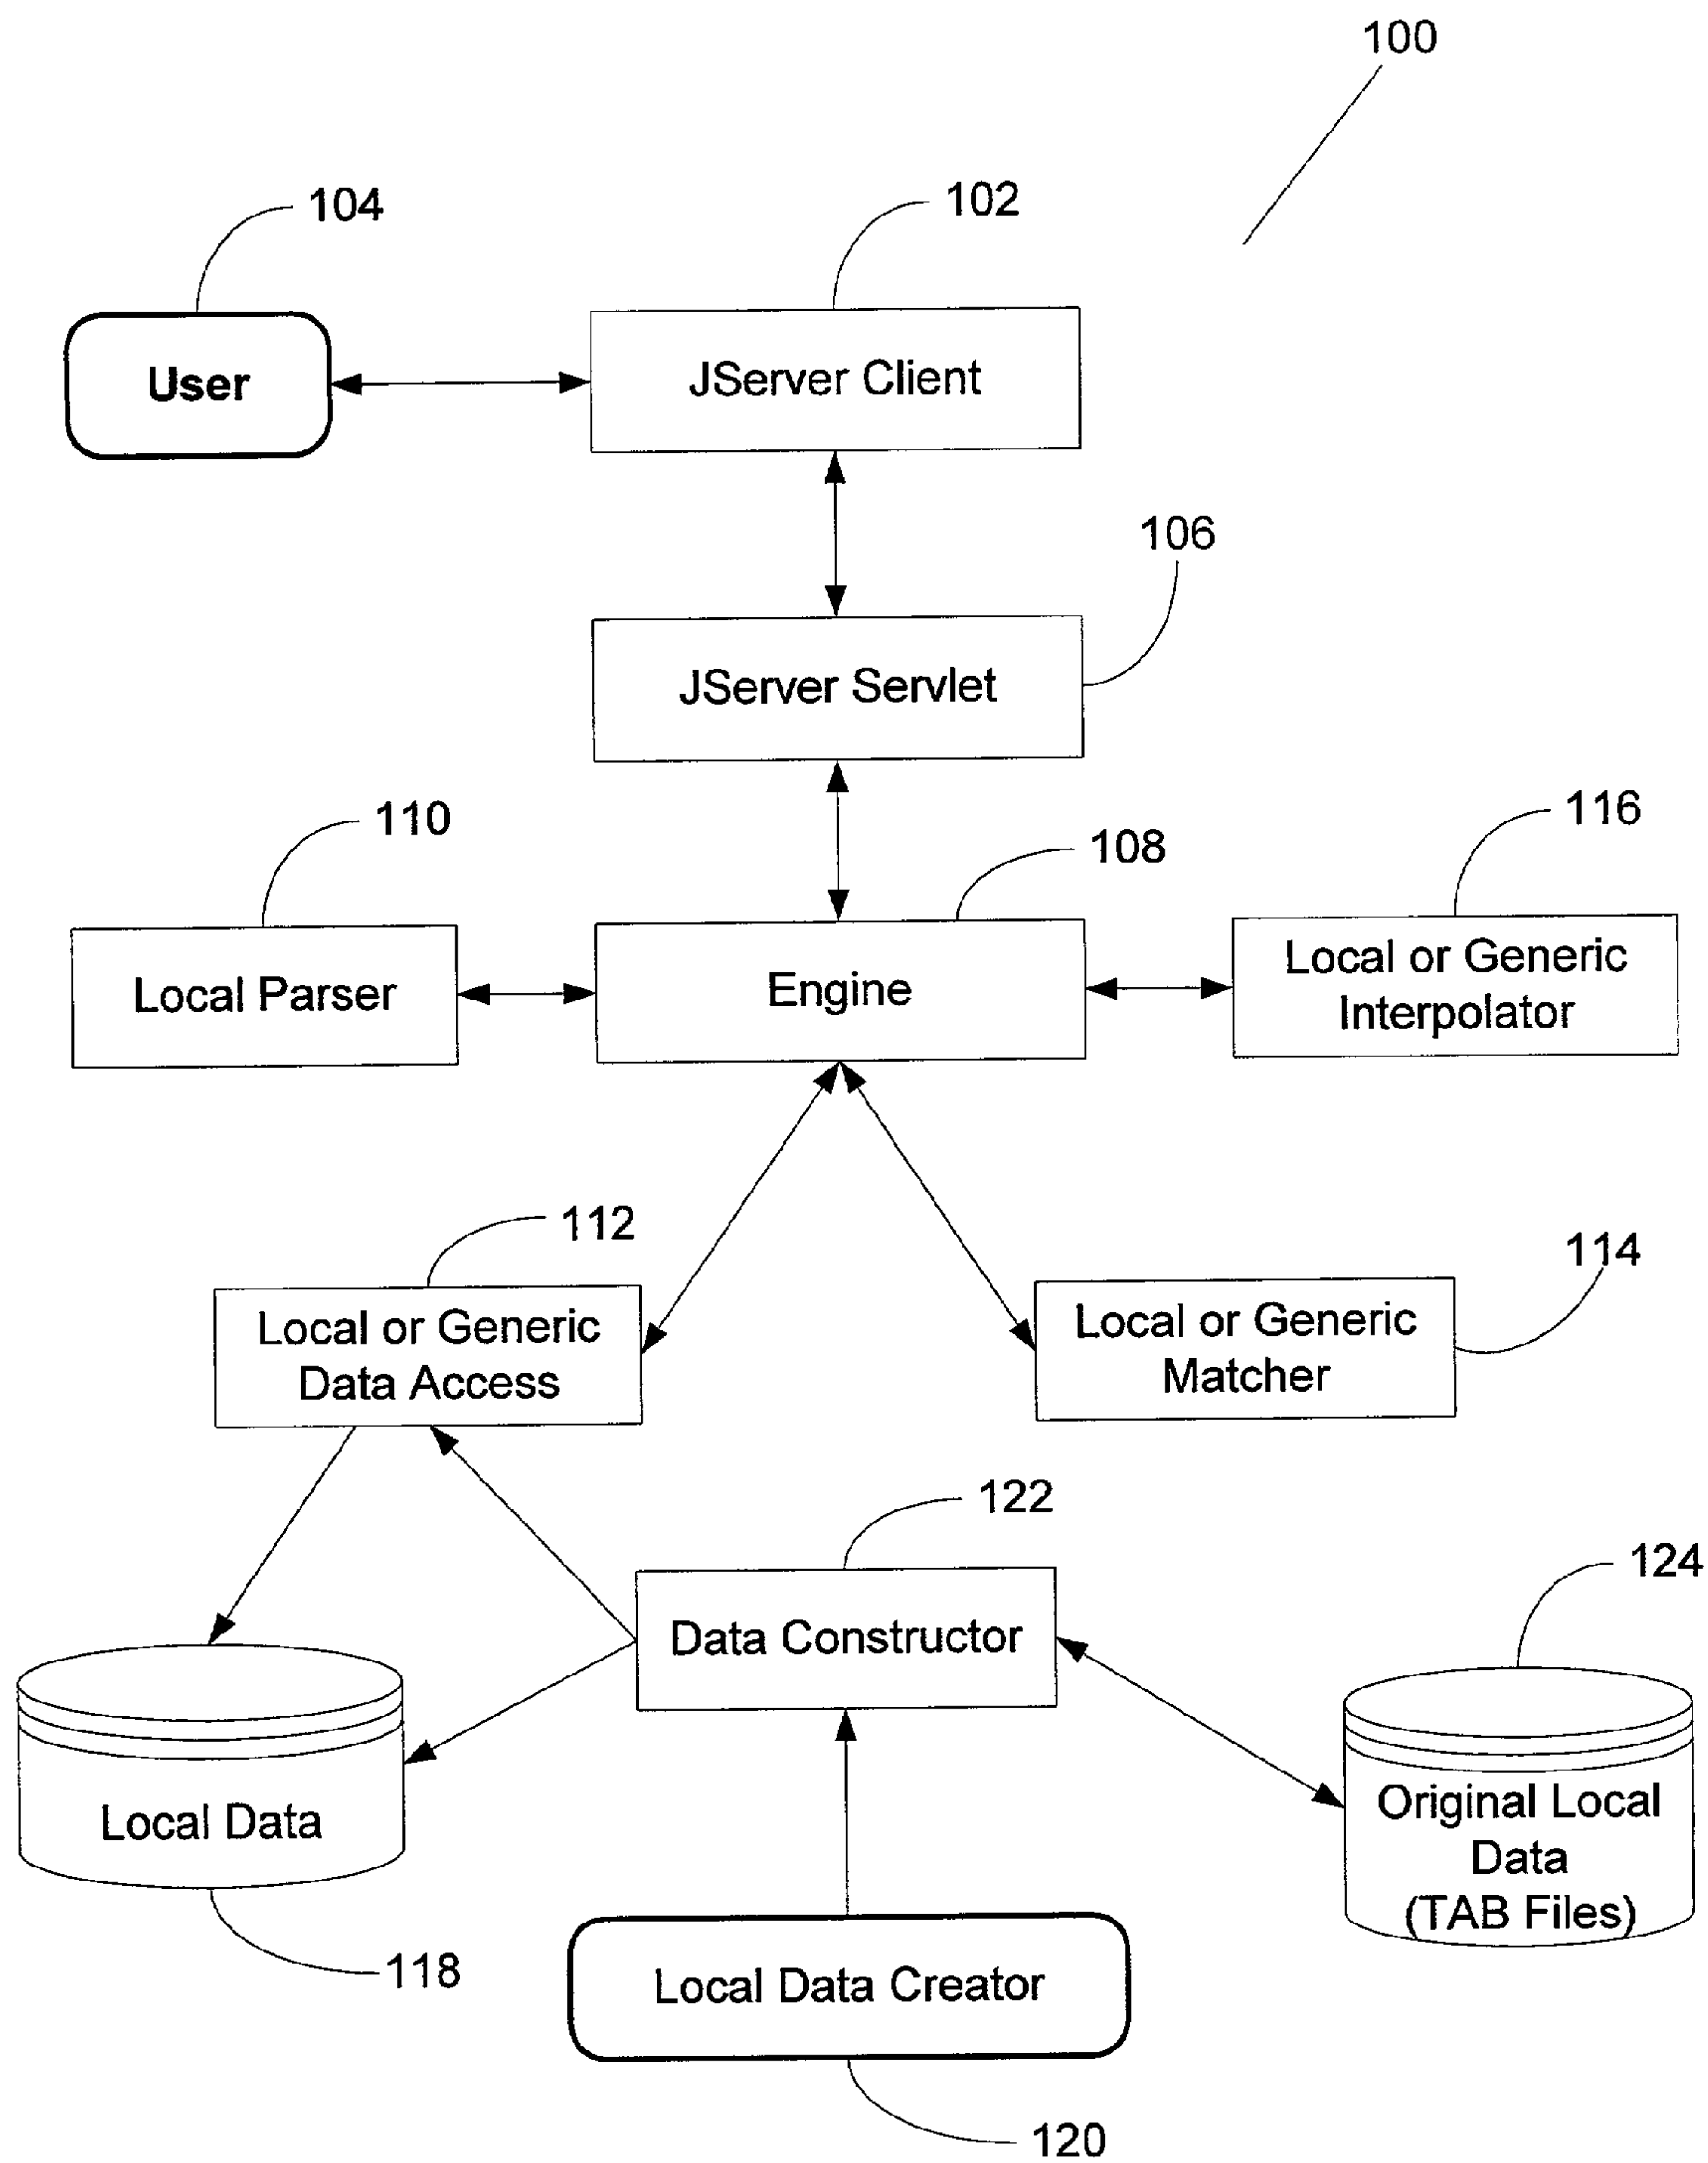 100
104
102
User
JServer Client
106
JServer Servlet
110
108
116
Local Parser
Engine
Local or Generic
Interpolator
112
114
Local or Generic
Data Access
Local or Generic
Matcher
122
124
Data Constructor
Local Data
Original Local
Data
(TAB Files)
118
Local Data Creator
120